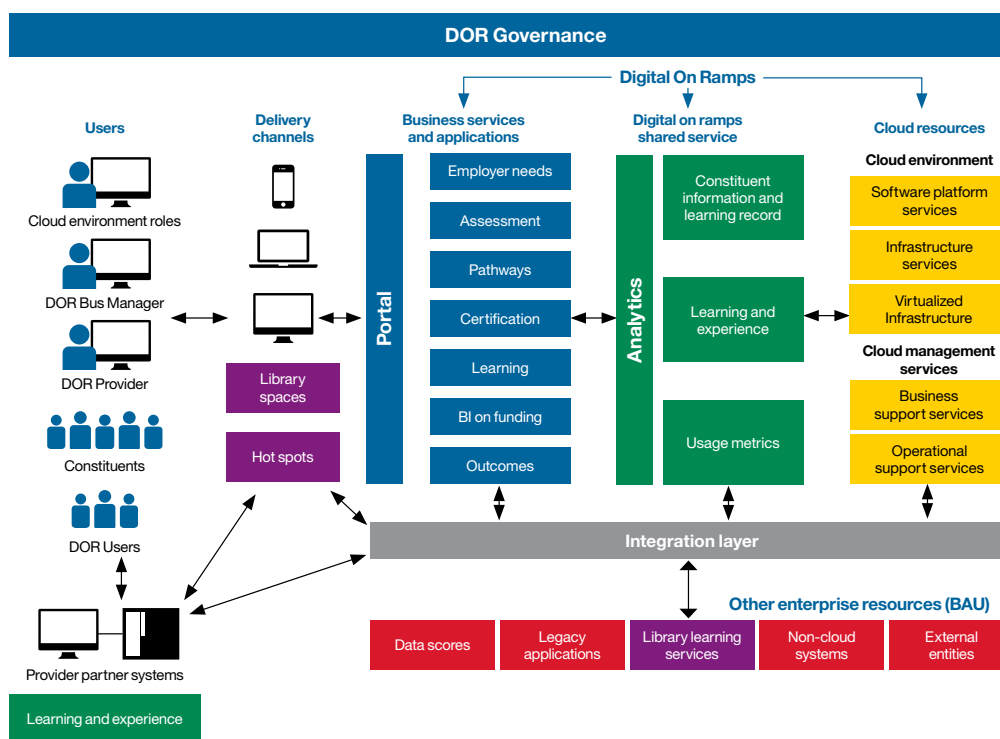 DOR Governance
Digital On Ramps
Users
Delivery
channels
Business services
and applications
Digital on ramps
shared service
Cloud resources
Cloud environment roles
DOR Bus Manager
DOR Provider
Constituents
DOR Users
Provider partner systems
Learning and experience
Library
spaces
Hot spots
Portal
Employer needs
Assessment
Pathways
Certification
Learning
BI on funding
Outcomes
Analytics
Constituent
information and
learning record
Learning and
experience
Usage metrics
Cloud environment
Software platform
services
Infrastructure
services
Virtualized
Infrastructure
Cloud management
services
Business
support services
Operational
support services
Integration layer
Other enterprise resources (BAU)
Data scores
Legacy
applications
Library learning
services
Non-cloud
systems
External
entities